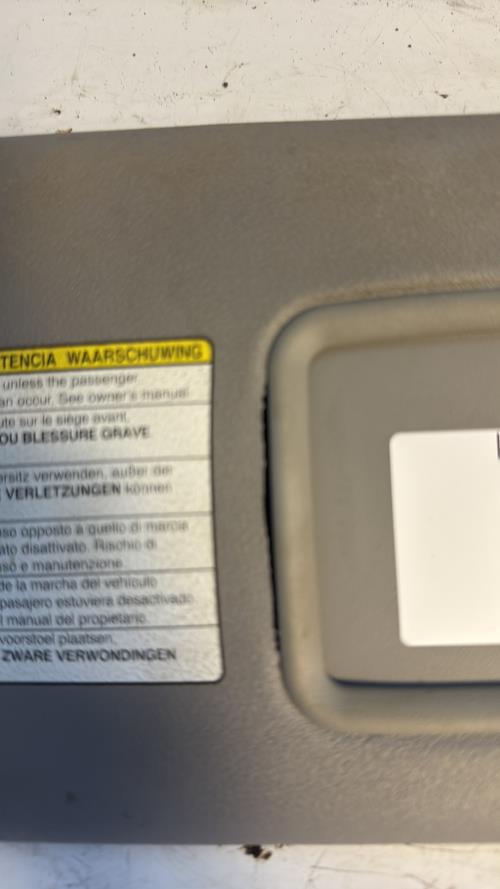 TENCIA WAARSCHUWING
unless the passenger
an occur. See owner's manual.
ute sur le siège avant.
OU BLESSURE GRAVE
ersitz verwenden, außer der
VERLETZUNGEN können
so opposto a quello di marcia
ato disattivato. Rischio di
uso e manutenzione.
de la marcha del vehículo
pasajero estuviera desactivado.
l manual del propietario.
voorstoel plaatsen,
ZWARE VERWONDINGEN